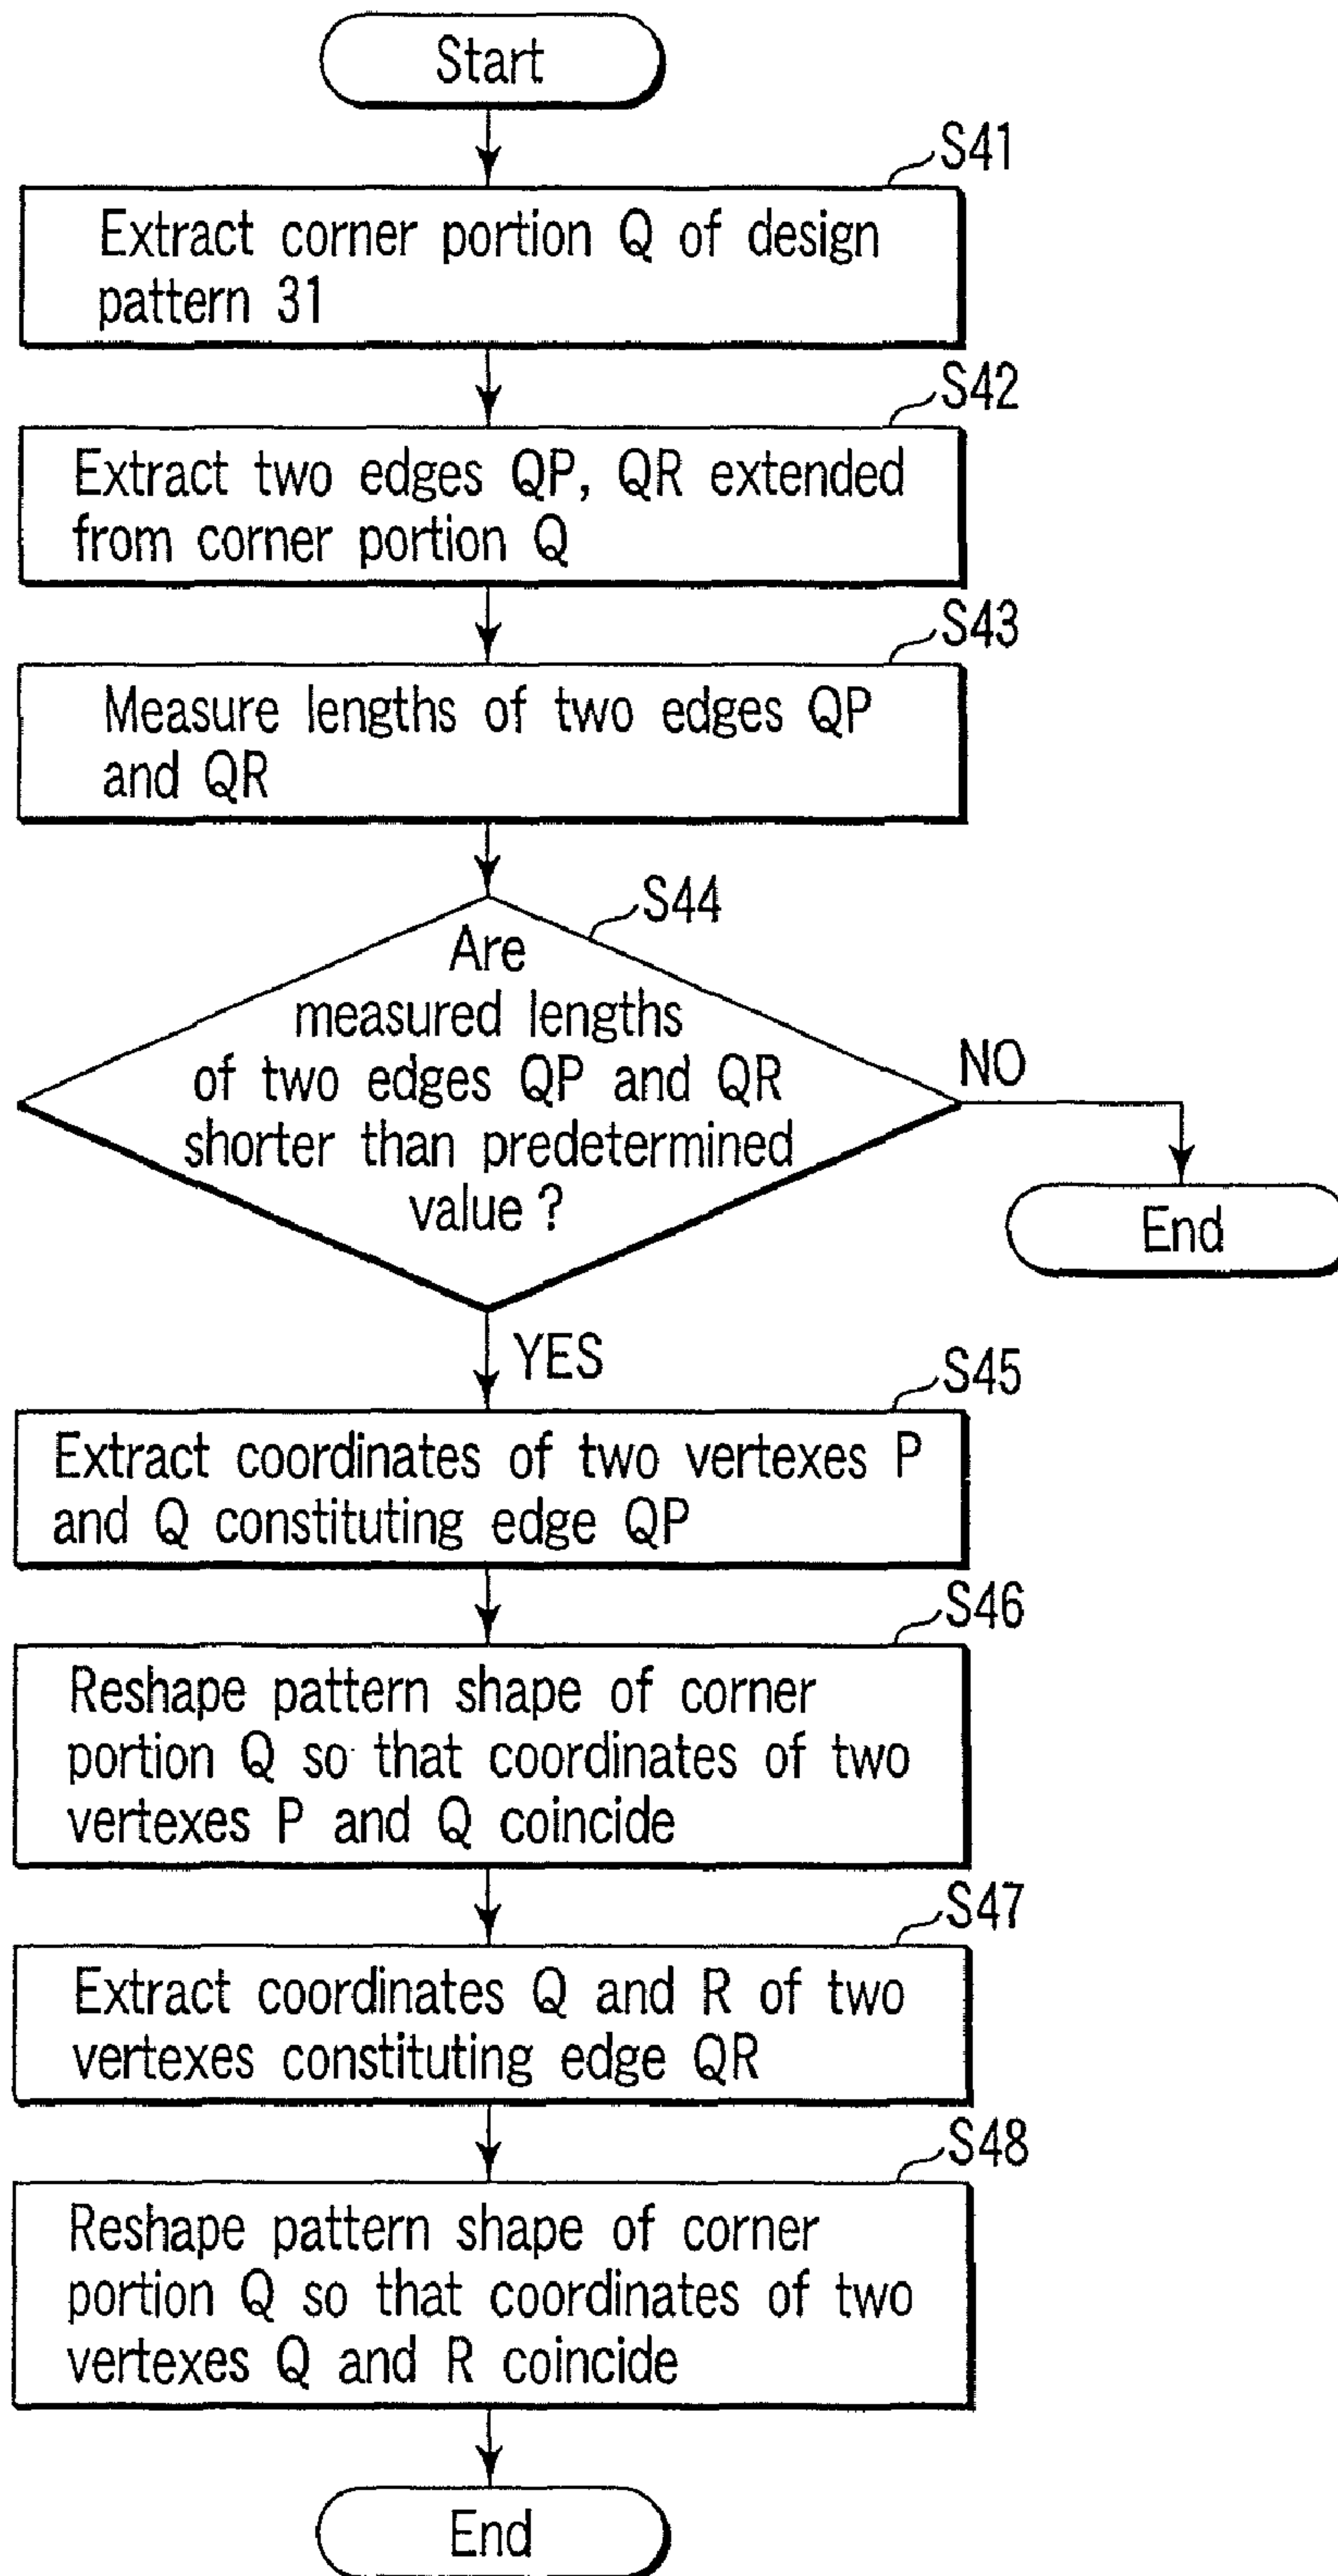 Start
S41
Extract corner portion Q of design
pattern 31
S42
Extract two edges QP, QR extended
from corner portion Q
S43
Measure lengths of two edges QP
and QR
S44
Are
measured lengths
of two edges QP and QR
shorter than predetermined
value ?
NO
End
YES
S45
Extract coordinates of two vertexes P
and Q constituting edge QP
S46
Reshape pattern shape of corner
portion Q so that coordinates of two
vertexes P and Q coincide
S47
Extract coordinates Q and R of two
vertexes constituting edge QR
S48
Reshape pattern shape of corner
portion Q so that coordinates of two
vertexes Q and R coincide
End